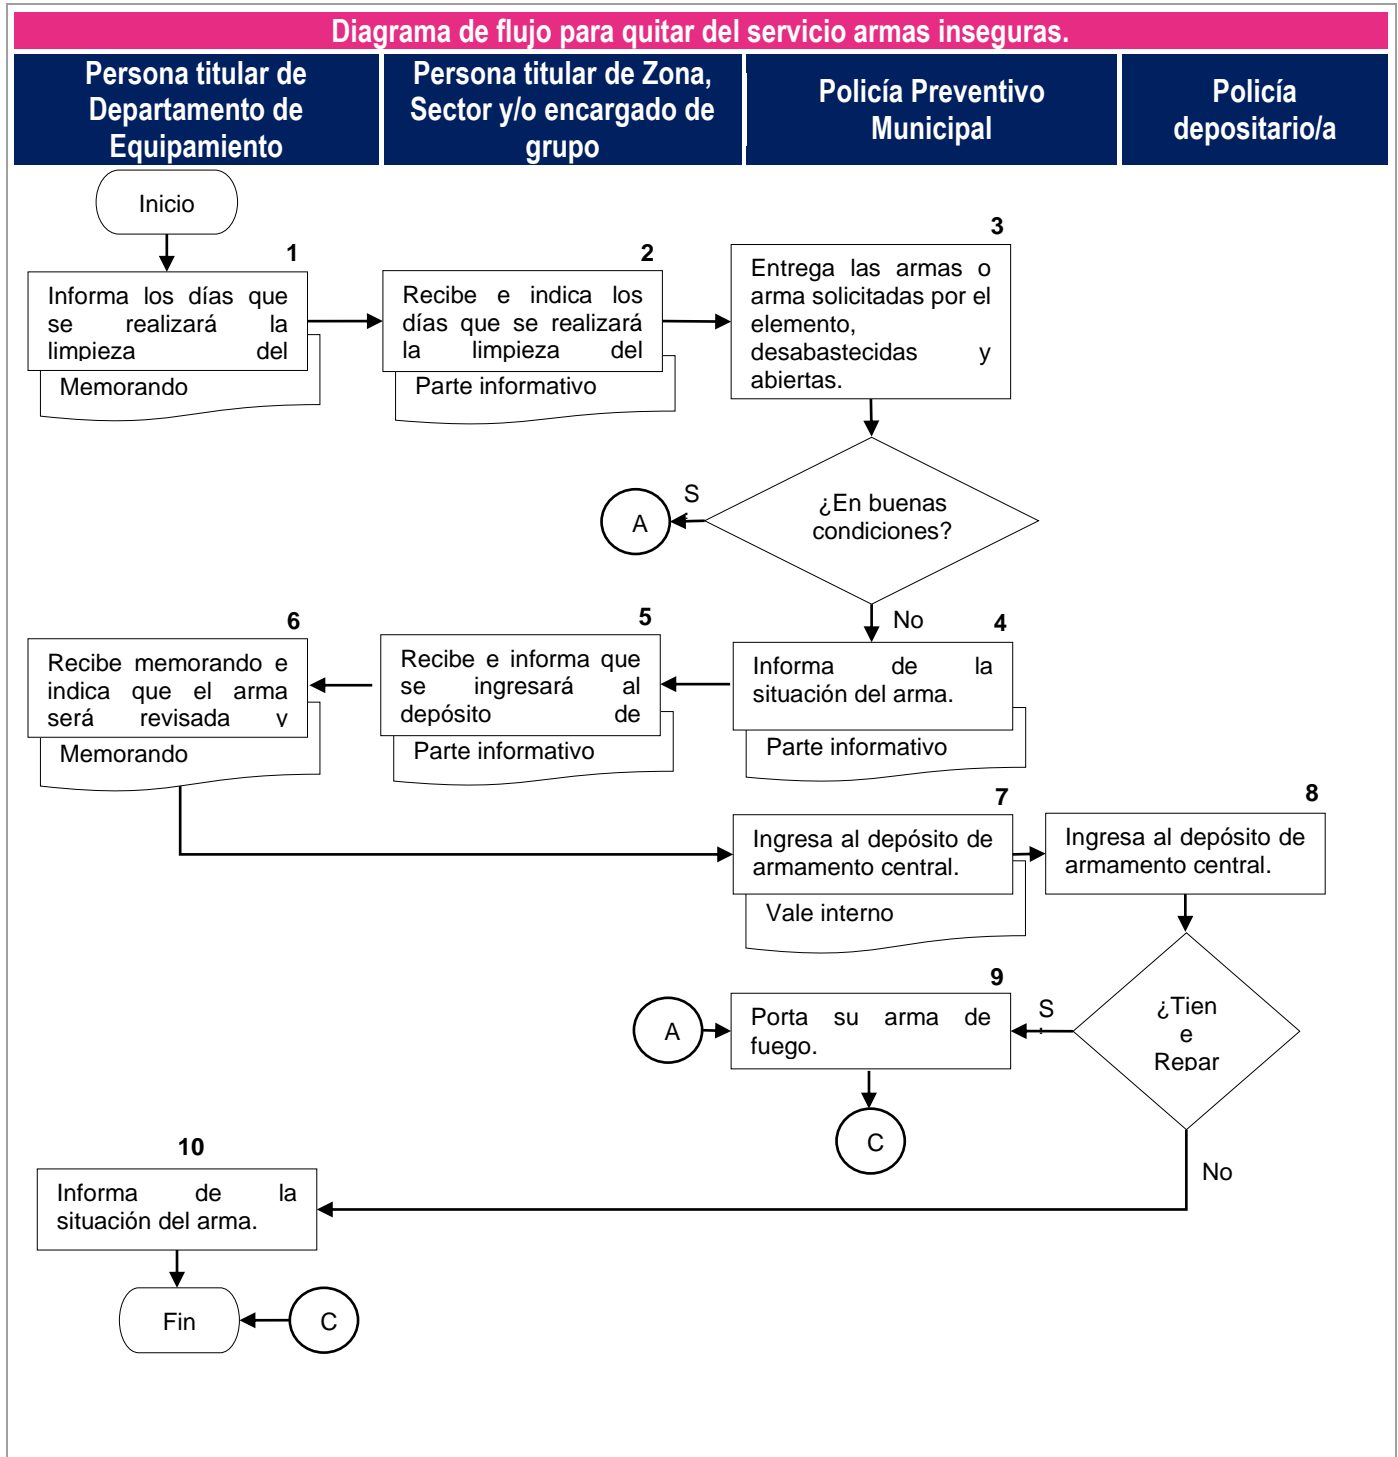 Diagrama de flujo para quitar del servicio armas inseguras.
Persona titular de
Departamento de
Equipamiento
Persona titular de Zona,
Sector y/o encargado de
grupo
Policía Preventivo
Municipal
Policía
depositario/a
Inicio
1
Informa los días que
se realizará la
limpieza del
Memorando
2
Recibe e indica los
días que se realizará
la limpieza del
Parte informativo
3
Entrega las armas o
arma solicitadas por el
elemento,
desabastecidas y
abiertas.
¿En buenas
condiciones?
S
A
No
4
Informa de la
situación del arma.
Parte informativo
5
Recibe e informa que
se ingresará al
depósito de
Parte informativo
6
Recibe memorando e
indica que el arma
será revisada y
Memorando
7
Ingresa al depósito de
armamento central.
Vale interno
8
Ingresa al depósito de
armamento central.
¿Tien
e
Repar
S
9
Porta su arma de
fuego.
A
C
No
10
Informa de la
situación del arma.
Fin
C